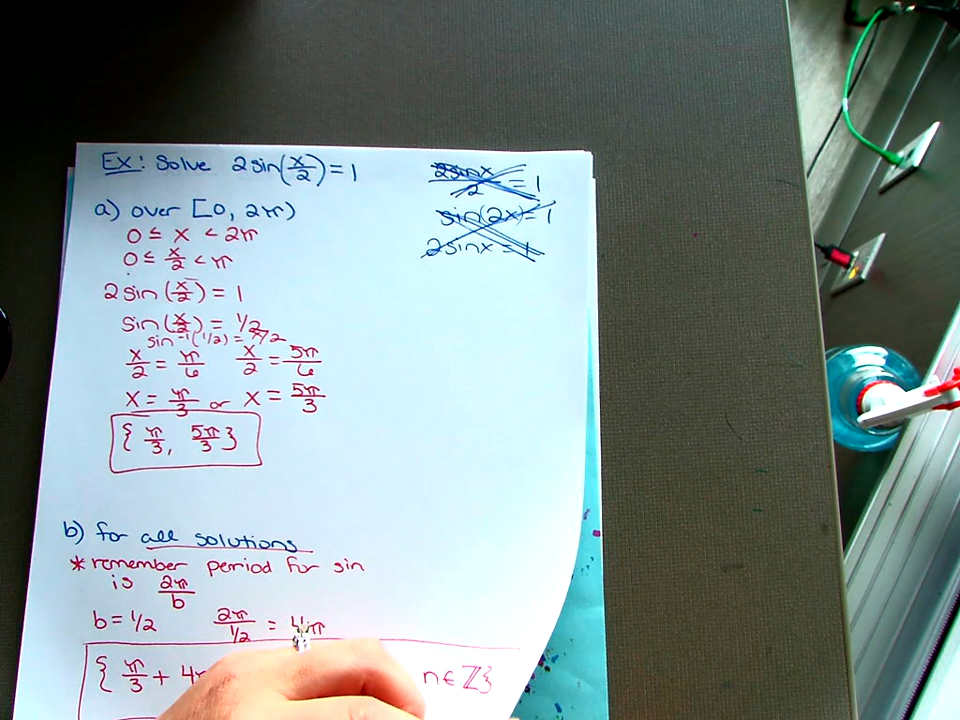 Ex: Solve 2sin(x/2) = 1
2sinx/2 = 1
sin(2x) = 1
2sinx = 1
a) over [0, 2π)
0 ≤ x < 2π
0 ≤ x/2 < π
2sin(x/2) = 1
sin(x/2) = 1/2
sin⁻¹(1/2) =
x/2 = π/6 x/2 = 5π/6
x = π/3 or x = 5π/3
{π/3, 5π/3}
b) for all solutions
* remember period for sin
is 2π/b
b = 1/2 2π/1/2 = 4π
{π/3 + 4 n ∈ ℤ}